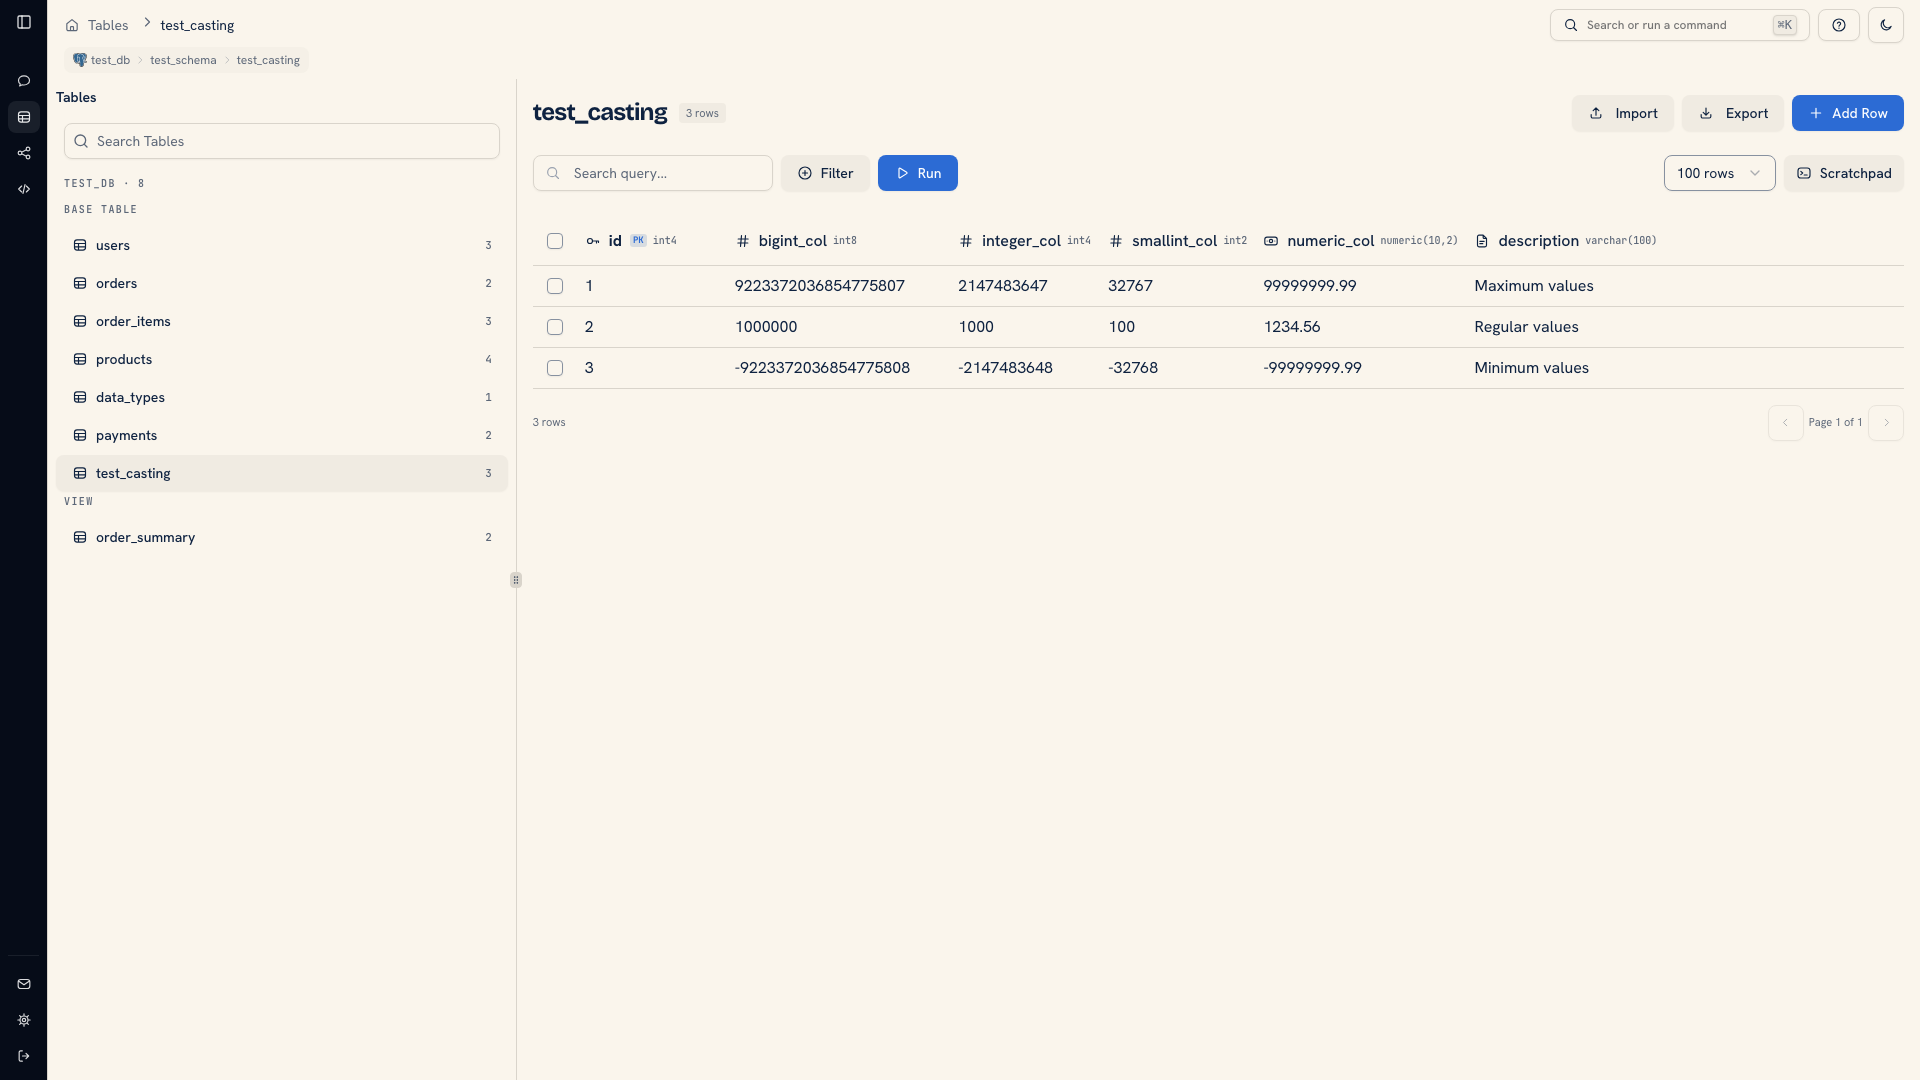 Tables > test_casting
Search or run a command ⌘K
test_db > test_schema > test_casting
Tables
Search Tables
TEST_DB · 8
BASE TABLE
users 3
orders 2
order_items 3
products 4
data_types 1
payments 2
test_casting 3
VIEW
order_summary 2
test_casting 3 rows
Import Export Add Row
Search query... Filter Run
100 rows Scratchpad
id PK int4 bigint_col int8 integer_col int4 smallint_col int2 numeric_col numeric(10,2) description varchar(100)
1 9223372036854775807 2147483647 32767 99999999.99 Maximum values
2 1000000 1000 100 1234.56 Regular values
3 -9223372036854775808 -2147483648 -32768 -99999999.99 Minimum values
3 rows Page 1 of 1